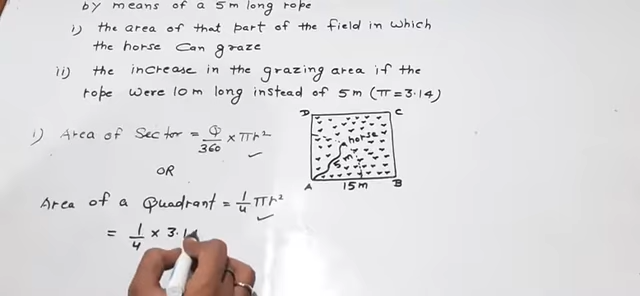 by means of a 5m long rope
i) the area of that part of the field in which
the horse can graze
ii) the increase in the grazing area if the
rope were 10m long instead of 5m (π=3.14)
i) Area of Sector = θ/360 × πr²
OR
Area of a Quadrant = 1/4 πr²
= 1/4 × 3.1
D C
horse
5m
A 15m B